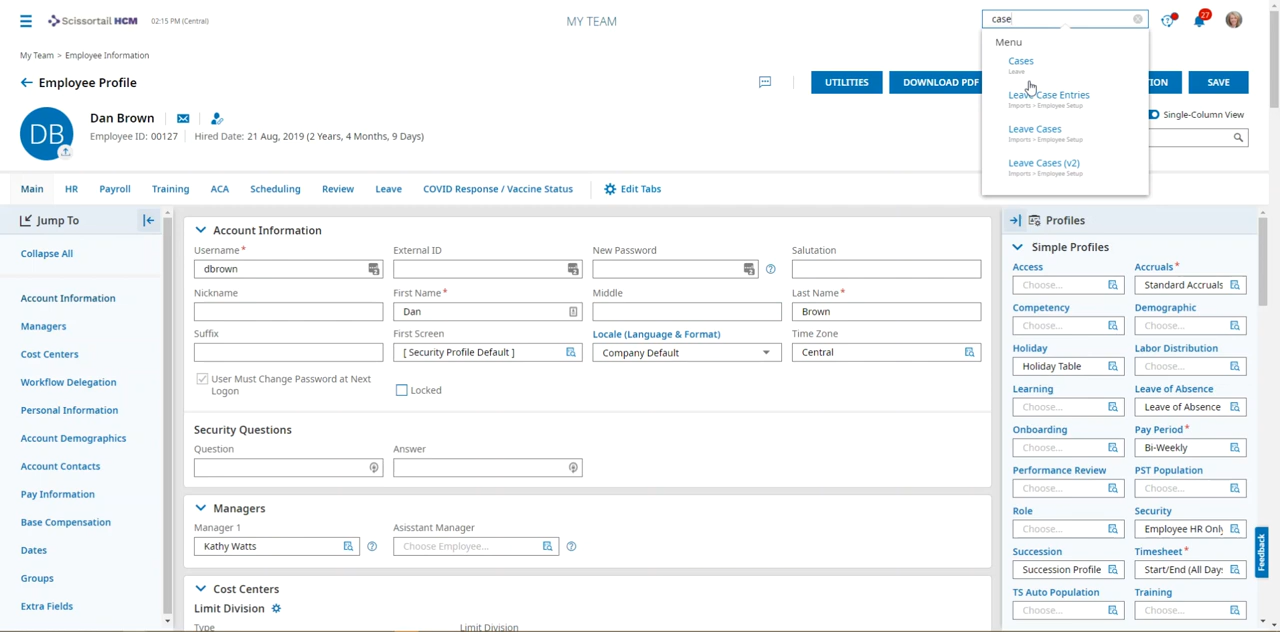 Scissortail HCM 02:15 PM (Central)
MY TEAM
case
27
Menu
Cases
Leave
Leave Case Entries
Imports > Employee Setup
Leave Cases
Imports > Employee Setup
Leave Cases (v2)
Imports > Employee Setup
My Team > Employee Information
Employee Profile
UTILITIES
DOWNLOAD PDF
ION
SAVE
DB
Dan Brown
Employee ID: 00127
Hired Date: 21 Aug, 2019 (2 Years, 4 Months, 9 Days)
Single-Column View
Main HR Payroll Training ACA Scheduling Review Leave COVID Response / Vaccine Status Edit Tabs
Jump To
Collapse All
Account Information
Managers
Cost Centers
Workflow Delegation
Personal Information
Account Demographics
Account Contacts
Pay Information
Base Compensation
Dates
Groups
Extra Fields
Account Information
Username* External ID New Password Salutation
dbrown
Nickname First Name* Middle Last Name*
Dan Brown
Suffix First Screen Locale (Language & Format) Time Zone
[ Security Profile Default ] Company Default Central
User Must Change Password at Next
Logon
Locked
Security Questions
Question Answer
Managers
Manager 1 Asisstant Manager
Kathy Watts Choose Employee...
Cost Centers
Limit Division
Type Limit Division
Profiles
Simple Profiles
Access Accruals*
Choose... Standard Accruals
Competency Demographic
Choose... Choose...
Holiday Labor Distribution
Holiday Table Choose...
Learning Leave of Absence
Choose... Leave of Absence
Onboarding Pay Period*
Choose... Bi-Weekly
Performance Review PST Population
Choose... Choose...
Role Security
Choose... Employee HR Only
Succession Timesheet*
Succession Profile Start/End (All Days
TS Auto Population Training
Choose... Choose...
Feedback